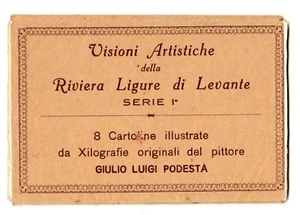 Visioni Artistiche
della
Riviera Ligure di Levante
SERIE Iª
8 Cartoline illustrate
da Xilografie originali del pittore
GIULIO LUIGI PODESTÀ